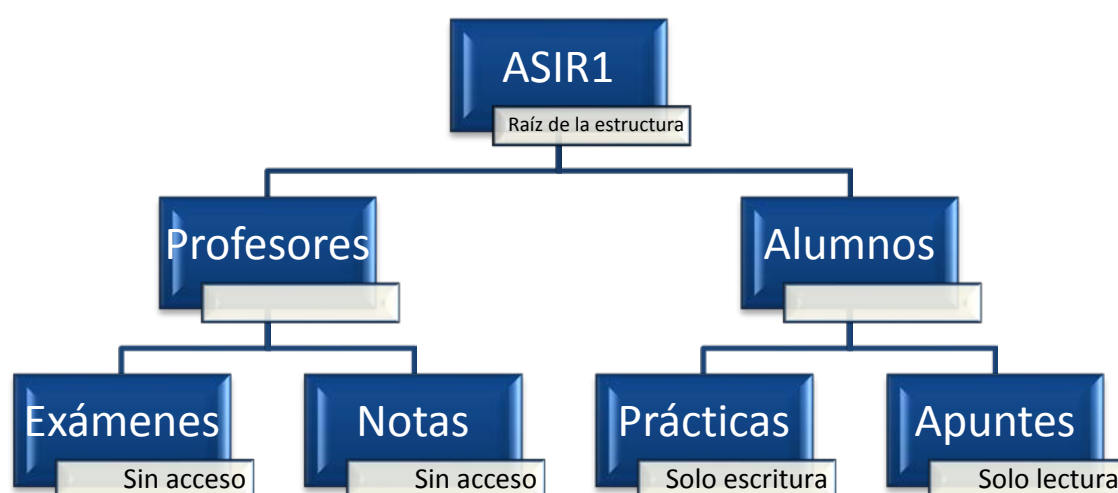 ASIR1
Raíz de la estructura
Profesores
Alumnos
Exámenes
Sin acceso
Notas
Sin acceso
Prácticas
Solo escritura
Apuntes
Solo lectura